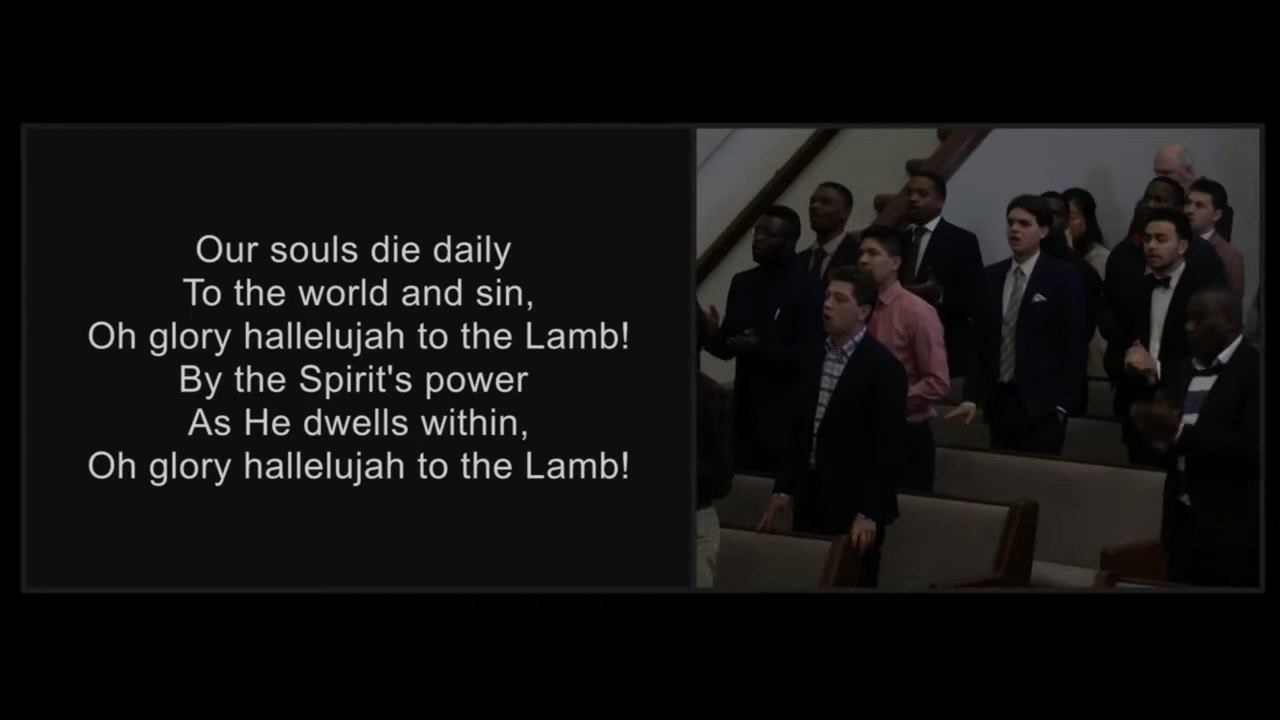 Our souls die daily
To the world and sin,
Oh glory hallelujah to the Lamb!
By the Spirit's power
As He dwells within,
Oh glory hallelujah to the Lamb!